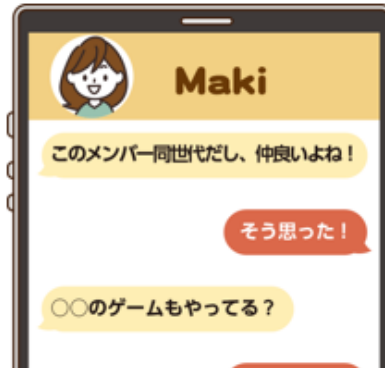 Maki
このメンバー同世代だし、仲良いよね！
そう思った！
○○のゲームもやってる？